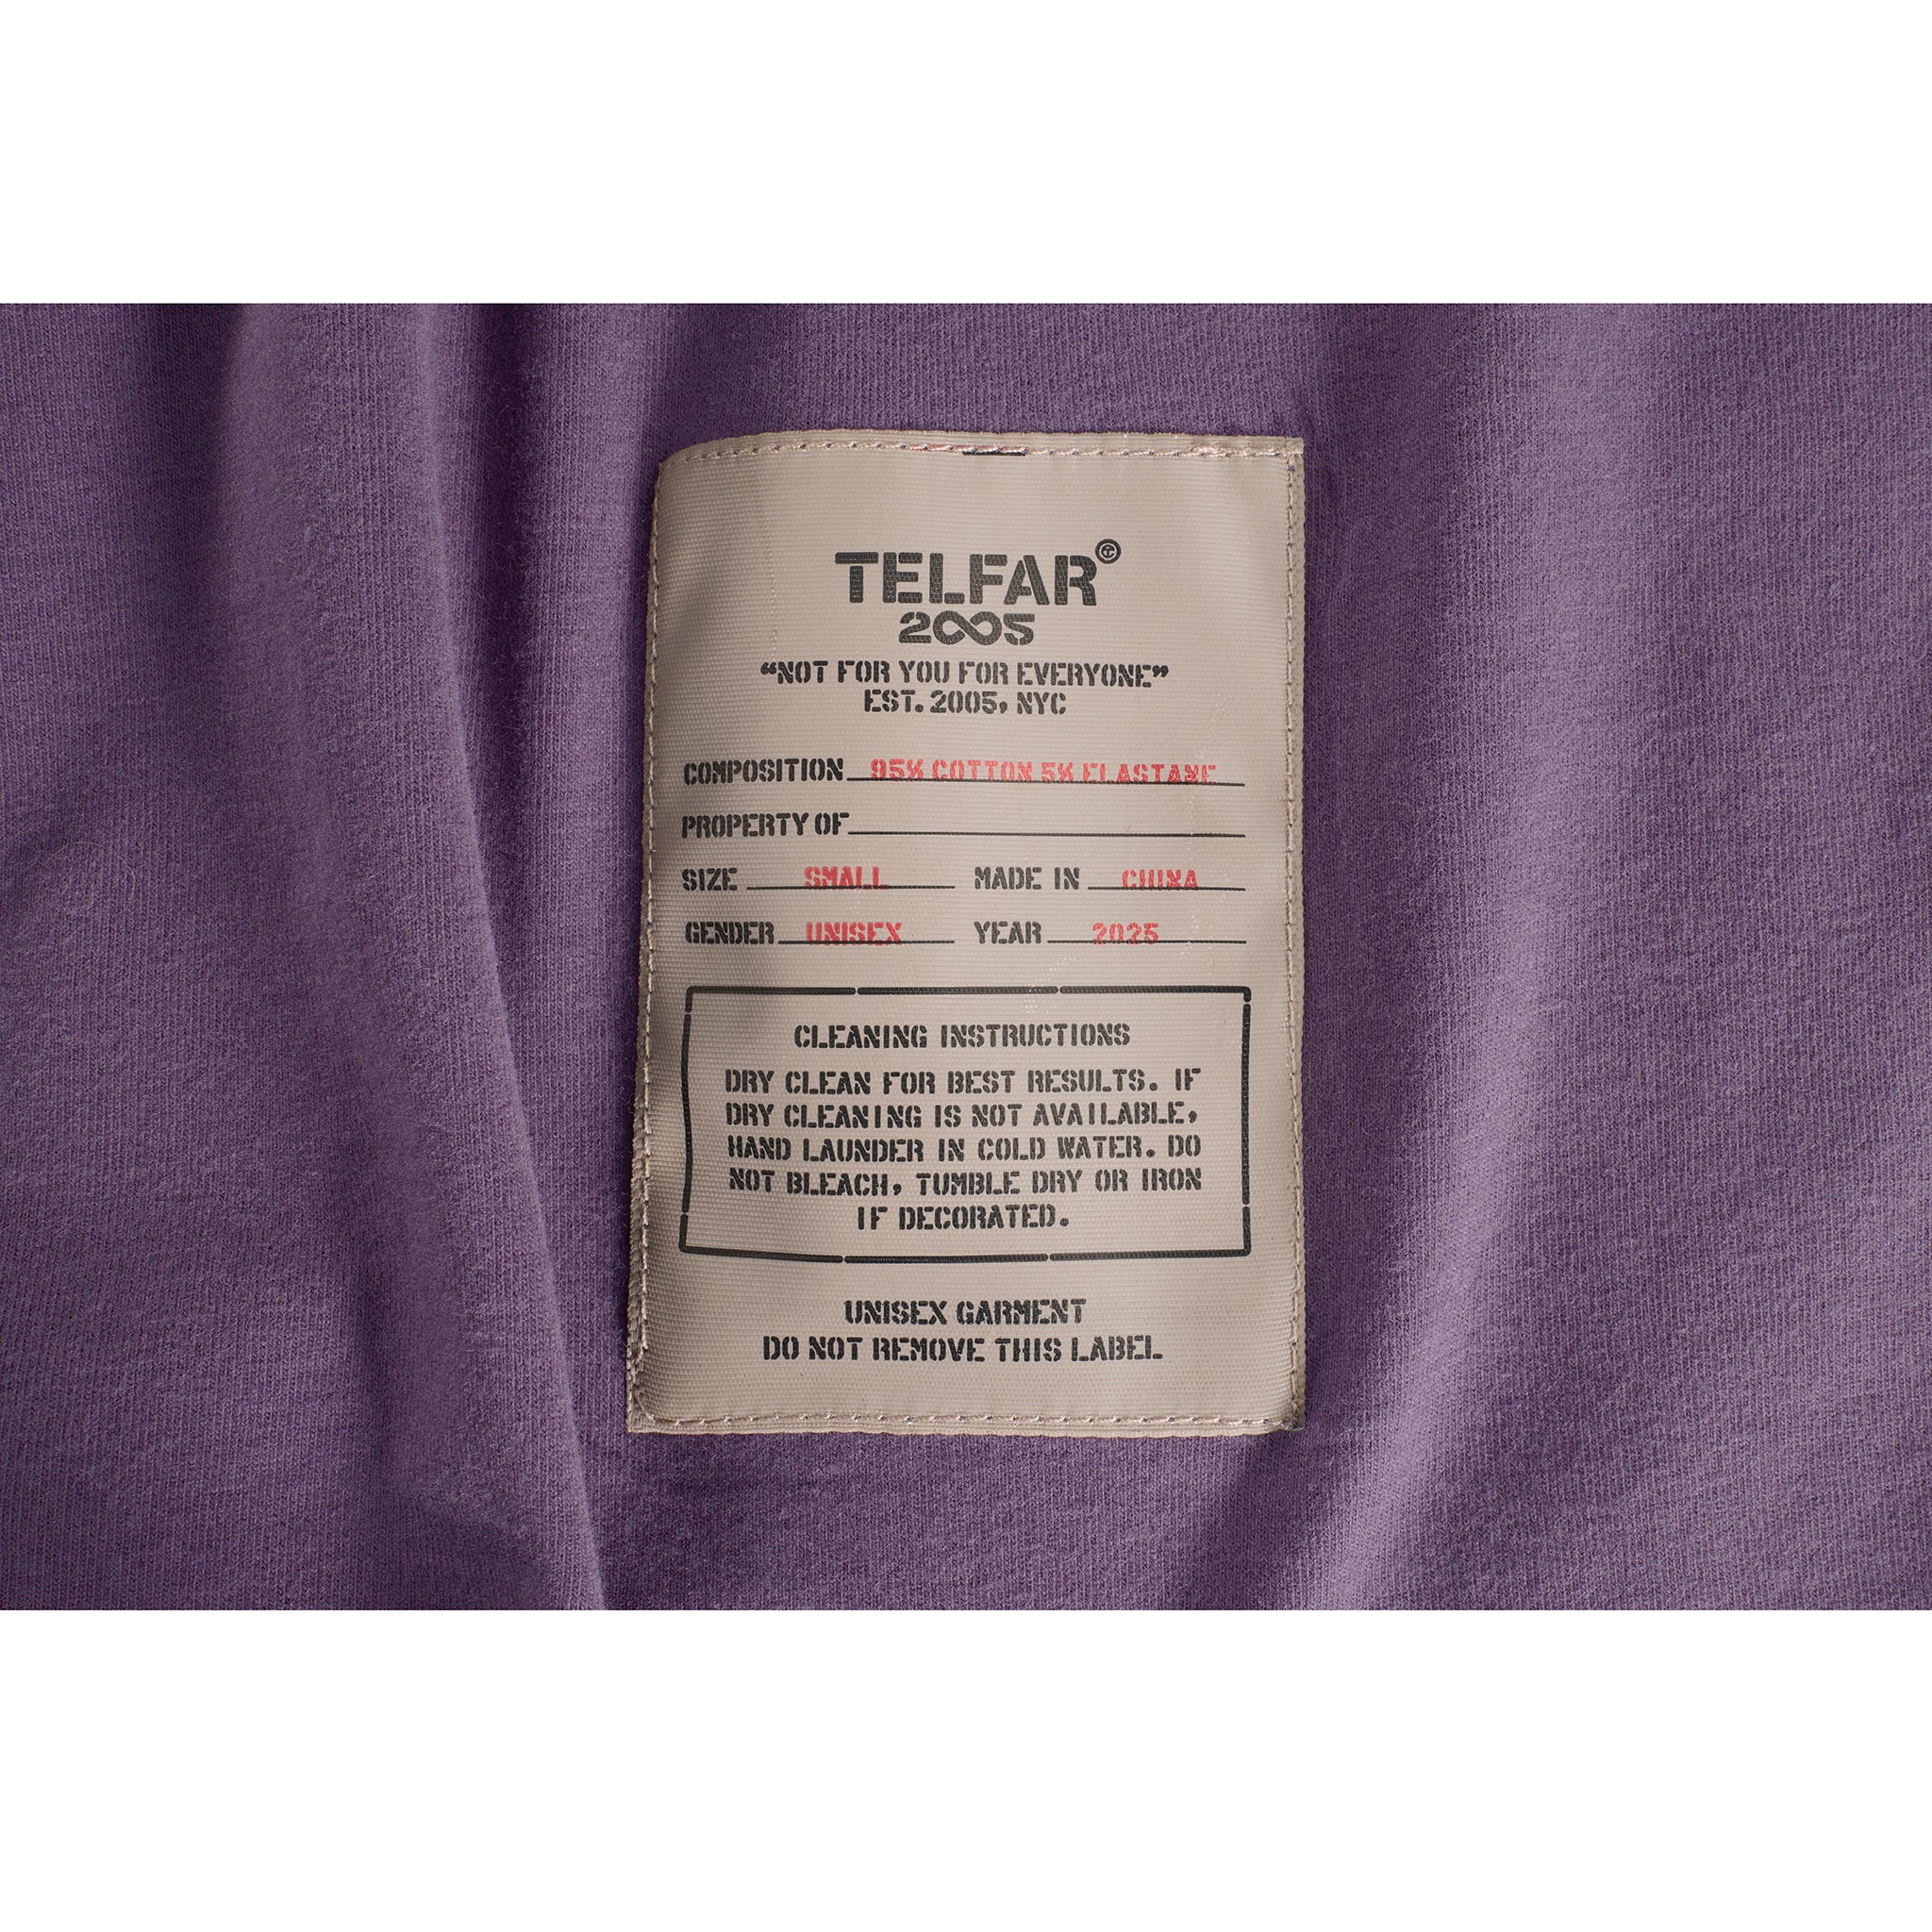 TELFAR
2005
“NOT FOR YOU FOR EVERYONE”
EST. 2005, NYC
COMPOSITION 95% COTTON 5% ELASTANE
PROPERTY OF
SIZE SMALL MADE IN CHINA
GENDER UNISEX YEAR 2025
CLEANING INSTRUCTIONS
DRY CLEAN FOR BEST RESULTS. IF
DRY CLEANING IS NOT AVAILABLE,
HAND LAUNDER IN COLD WATER. DO
NOT BLEACH, TUMBLE DRY OR IRON
IF DECORATED.
UNISEX GARMENT
DO NOT REMOVE THIS LABEL